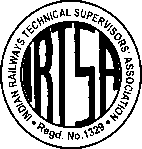 INDIAN RAILWAYS TECHNICAL SUPERVISORS' ASSOCIATION
IRTSA
• Regd. No.1329 •